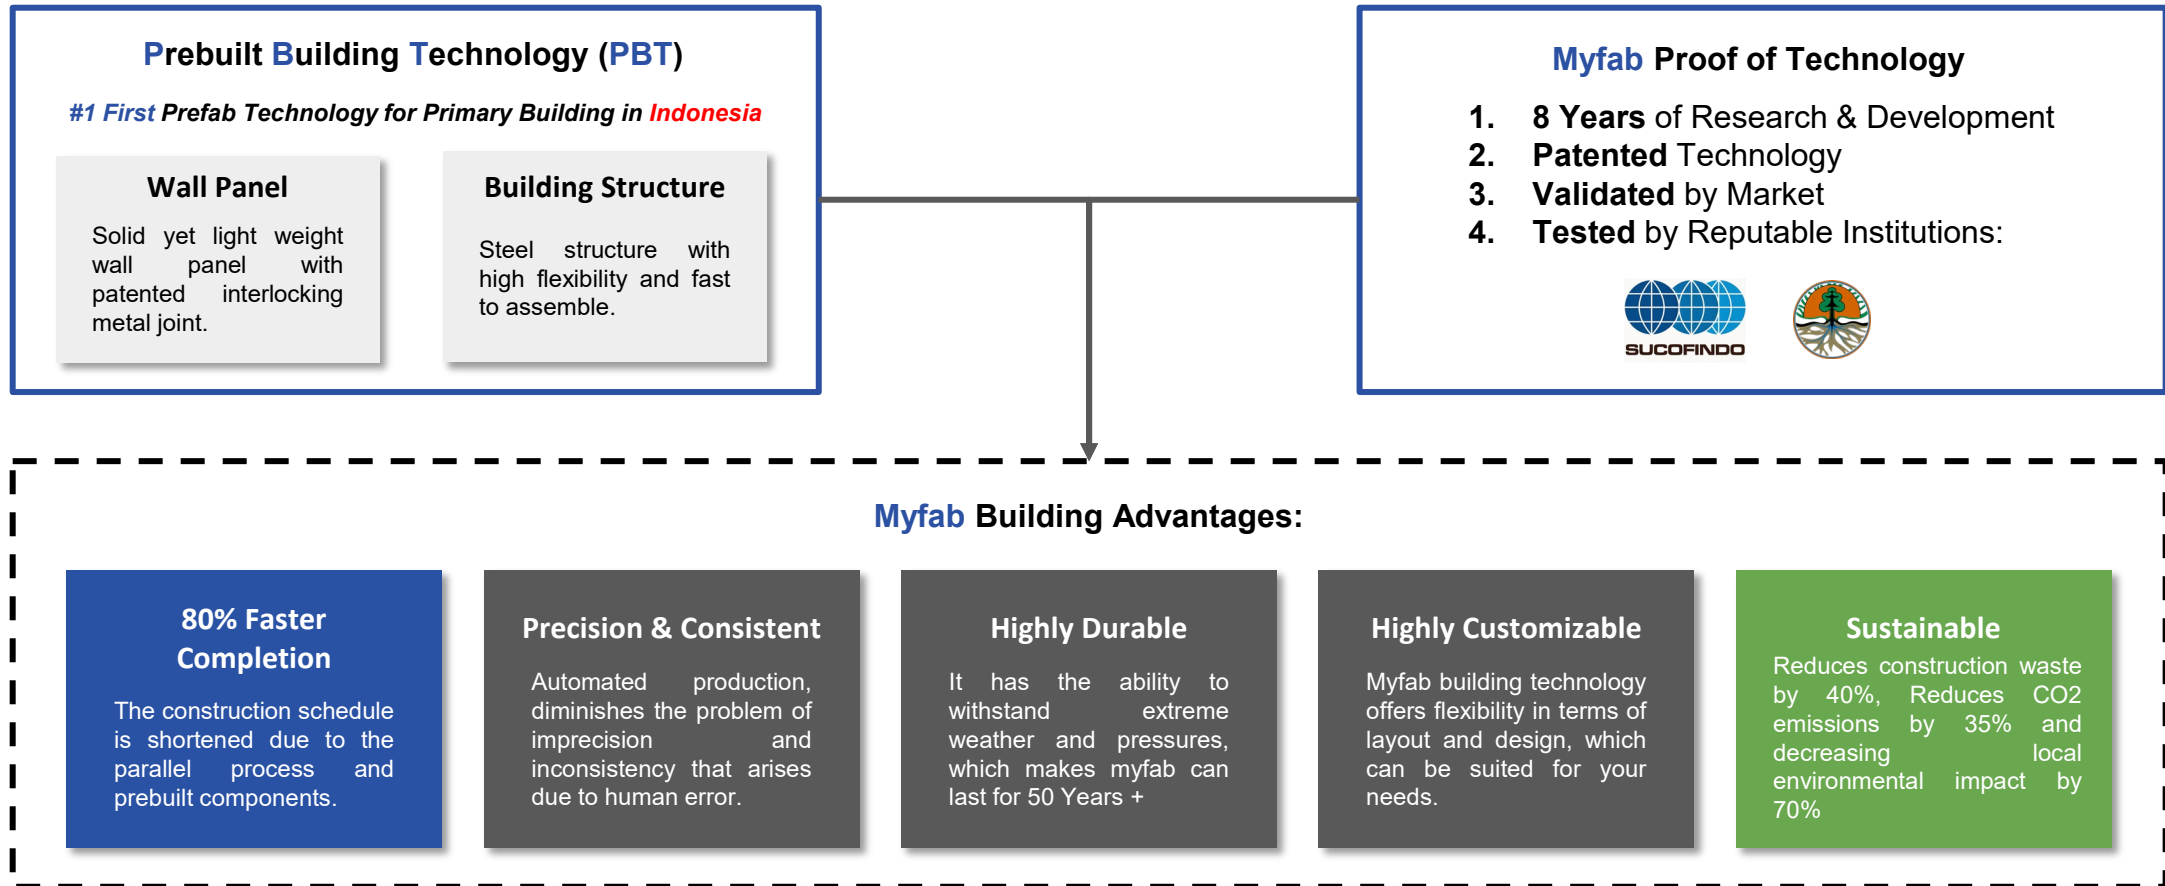 Prebuilt Building Technology (PBT)
#1 First Prefab Technology for Primary Building in Indonesia
Wall Panel
Solid yet light weight
wall panel with
patented interlocking
metal joint.
Building Structure
Steel structure with
high flexibility and fast
to assemble.
Myfab Proof of Technology
1. 8 Years of Research & Development
2. Patented Technology
3. Validated by Market
4. Tested by Reputable Institutions:
SUCOFINDO
Myfab Building Advantages:
80% Faster
Completion
The construction schedule
is shortened due to the
parallel process and
prebuilt components.
Precision & Consistent
Automated production,
diminishes the problem of
imprecision and
inconsistency that arises
due to human error.
Highly Durable
It has the ability to
withstand extreme
weather and pressures,
which makes myfab can
last for 50 Years +
Highly Customizable
Myfab building technology
offers flexibility in terms of
layout and design, which
can be suited for your
needs.
Sustainable
Reduces construction waste
by 40%, Reduces CO2
emissions by 35% and
decreasing local
environmental impact by
70%